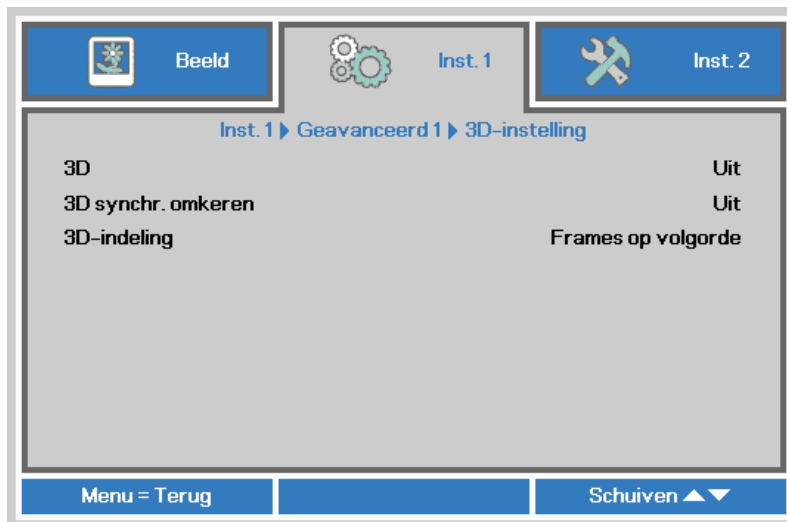 Beeld
Inst. 1
Inst. 2
Inst. 1 ▶ Geavanceerd 1 ▶ 3D-instelling
3D Uit
3D synchr. omkeren Uit
3D-indeling Frames op volgorde
Menu = Terug
Schuiven ▲▼